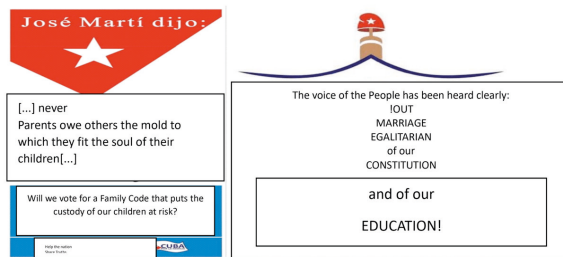 José Martí dijo:
[...] never
Parents owe others the mold to
which they fit the soul of their
children[...]
Will we vote for a Family Code that puts the
custody of our children at risk?
Help the nation
Share Profile
CUBA
The voice of the People has been heard clearly:
!OUT
MARRIAGE
EGALITARIAN
of our
CONSTITUTION
and of our
EDUCATION!